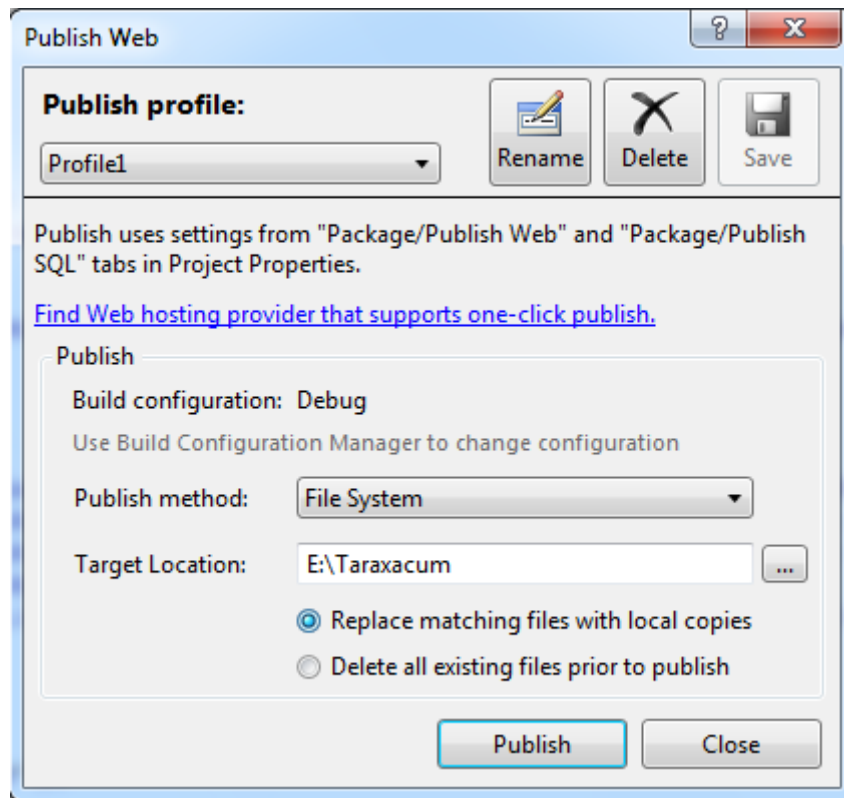 Publish Web
Publish profile:
Profile1
Rename
Delete
Save
Publish uses settings from "Package/Publish Web" and "Package/Publish
SQL" tabs in Project Properties.
Find Web hosting provider that supports one-click publish.
Publish
Build configuration: Debug
Use Build Configuration Manager to change configuration
Publish method: File System
Target Location: E:\Taraxacum
...
Replace matching files with local copies
Delete all existing files prior to publish
Publish
Close